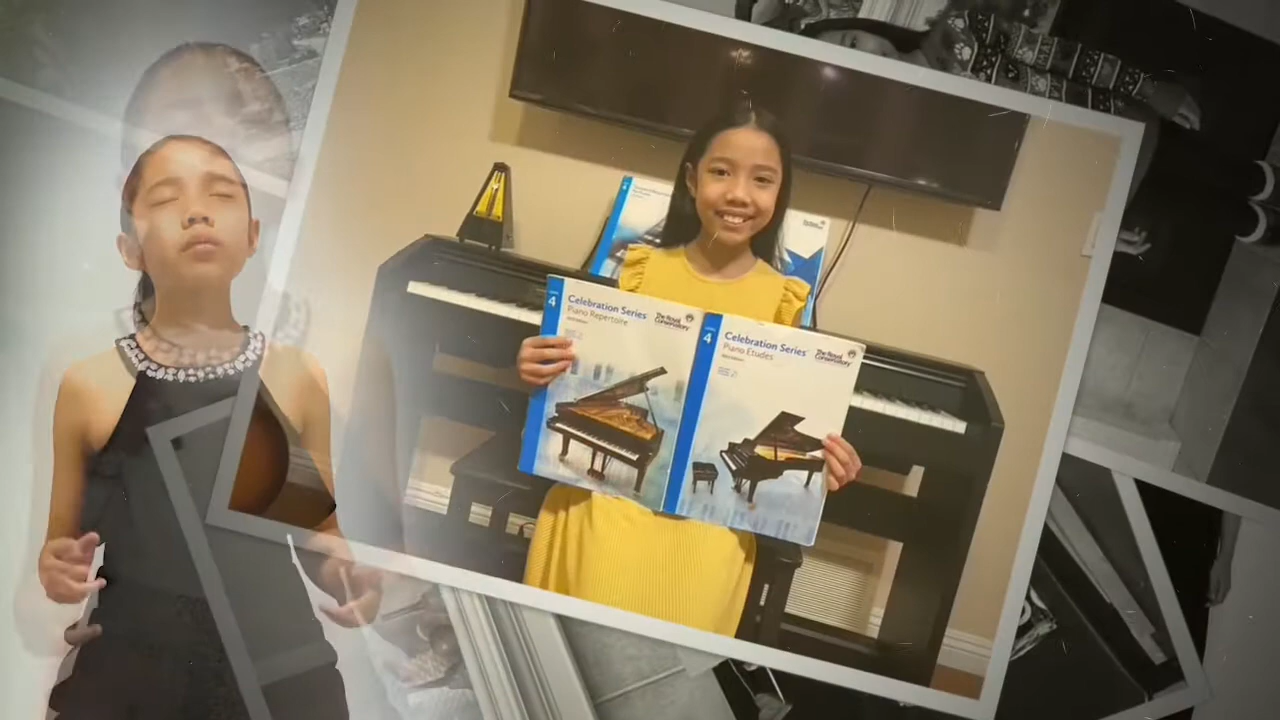 4
Celebration Series
Piano Repertoire
The Royal
Conservatory
4
Celebration Series
Piano Etudes
The Royal
Conservatory